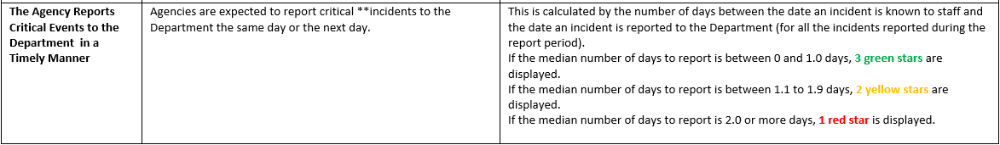 The Agency Reports
Critical Events to the
Department  in a
Timely Manner
Agencies are expected to report critical **incidents to the
Department the same day or the next day.
This is calculated by the number of days between the date an incident is known to staff and
the date an incident is reported to the Department (for all the incidents reported during the
report period).
If the median number of days to report is between 0 and 1.0 days, 3 green stars are
displayed.
If the median number of days to report is between 1.1 to 1.9 days, 2 yellow stars are
displayed.
If the median number of days to report is 2.0 or more days, 1 red star is displayed.